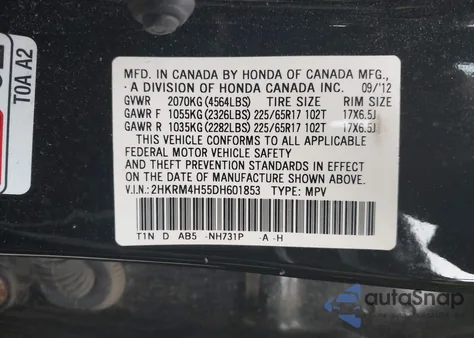 MFD. IN CANADA BY HONDA OF CANADA MFG.,
A DIVISION OF HONDA CANADA INC. 09/'12
GVWR 2070KG (4564LBS) TIRE SIZE RIM SIZE
GAWR F 1055KG (2326LBS) 225/65R17 102T 17X6.5J
GAWR R 1035KG (2282LBS) 225/65R17 102T 17X6.5J
THIS VEHICLE CONFORMS TO ALL APPLICABLE
FEDERAL MOTOR VEHICLE SAFETY
AND THEFT PREVENTION STANDARDS IN EFFECT
ON THE DATE OF MANUFACTURE SHOWN ABOVE.
V.I.N.: 2HKRM4H55DH601853 TYPE: MPV
T1N D AB5 -NH731P -A -H
TOA A2
autoSnap